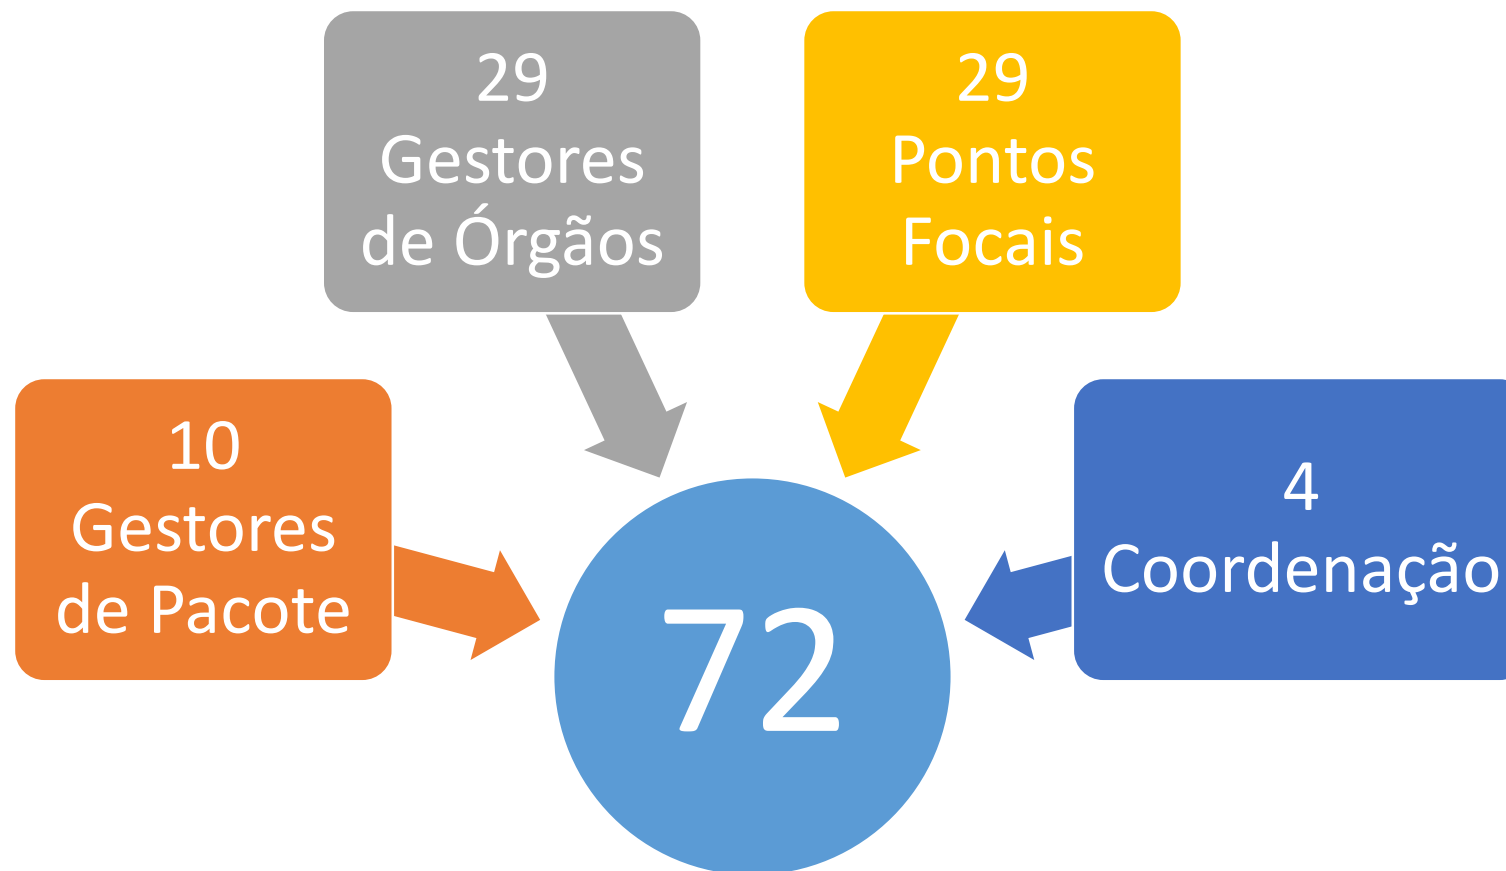 29
Gestores
de Órgãos
29
Pontos
Focais
10
Gestores
de Pacote
4
Coordenação
72